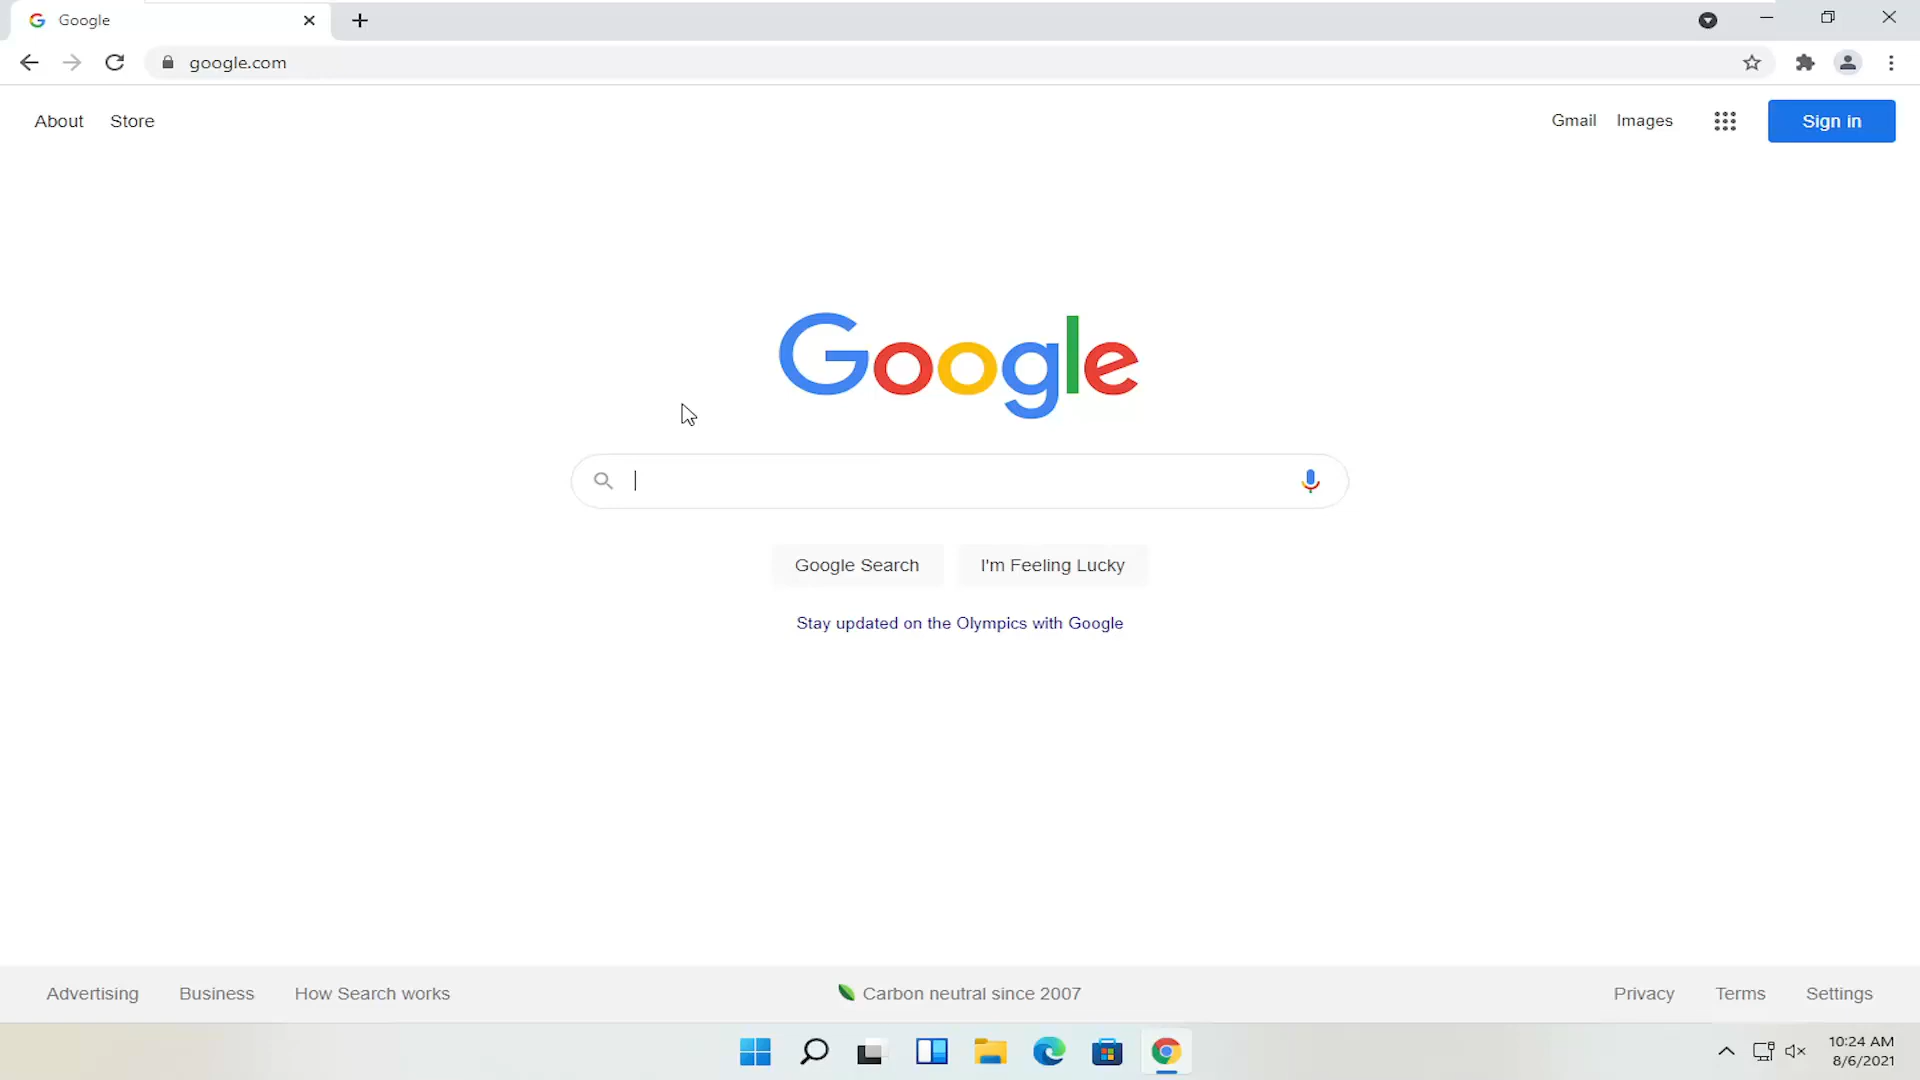 Google
google.com
About Store Gmail Images Sign in
Google
Google Search I'm Feeling Lucky
Stay updated on the Olympics with Google
Advertising Business How Search works Carbon neutral since 2007 Privacy Terms Settings
10:24 AM
8/6/2021